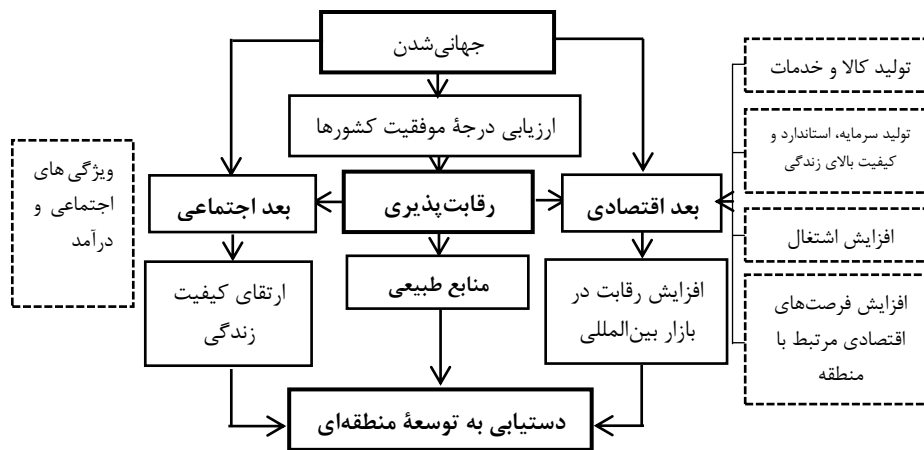 جهانی‌شدن
تولید کالا و خدمات
ارزیابی درجۀ موفقیت کشورها
تولید سرمایه، استاندارد و
کیفیت بالای زندگی
ویژگی های
اجتماعی و
درآمد
بعد اقتصادی
رقابت‌پذیری
بعد اجتماعی
افزایش اشتغال
منابع طبیعی
افزایش رقابت در
بازار بین‌المللی
ارتقای کیفیت
زندگی
افزایش فرصت‌های
اقتصادی مرتبط با
منطقه
دستیابی به توسعۀ منطقه‌ای